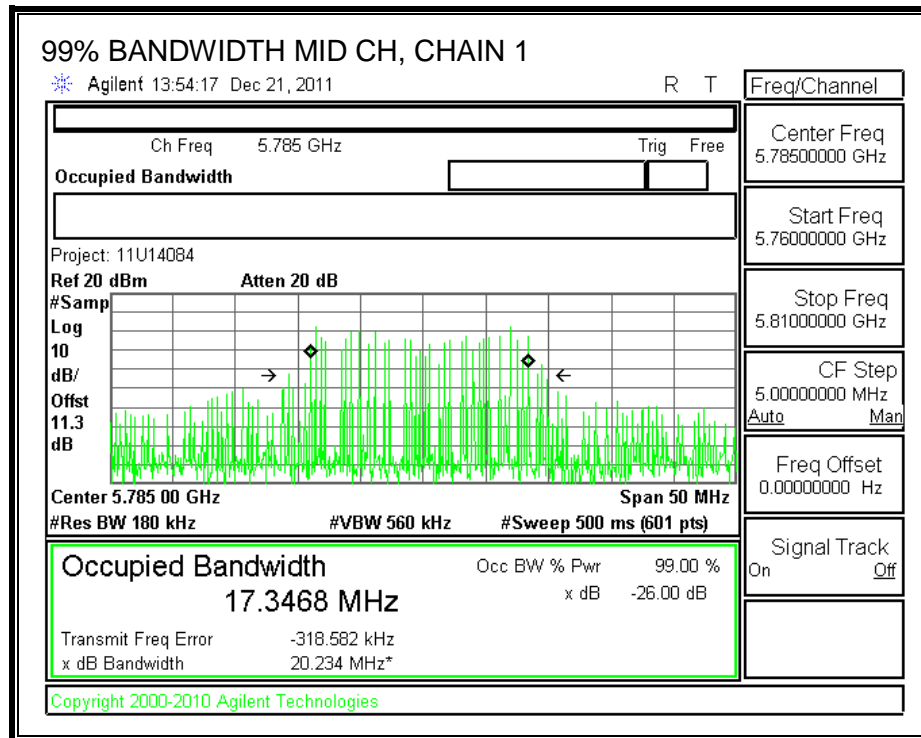 99% BANDWIDTH MID CH, CHAIN 1
Agilent 13:54:17 Dec 21, 2011 R T
Freq/Channel
Ch Freq 5.785 GHz Trig Free
Occupied Bandwidth
Center Freq
5.78500000 GHz
Start Freq
5.76000000 GHz
Stop Freq
5.81000000 GHz
CF Step
5.00000000 MHz
Auto Man
Freq Offset
0.00000000 Hz
Signal Track
On Off
Project: 11U14084
Ref 20 dBm Atten 20 dB
#Samp
Log
10
dB/
Offst
11.3
dB
Center 5.785 00 GHz Span 50 MHz
#Res BW 180 kHz #VBW 560 kHz #Sweep 500 ms (601 pts)
Occupied Bandwidth
17.3468 MHz
Occ BW % Pwr 99.00 %
x dB -26.00 dB
Transmit Freq Error -318.582 kHz
x dB Bandwidth 20.234 MHz*
Copyright 2000-2010 Agilent Technologies